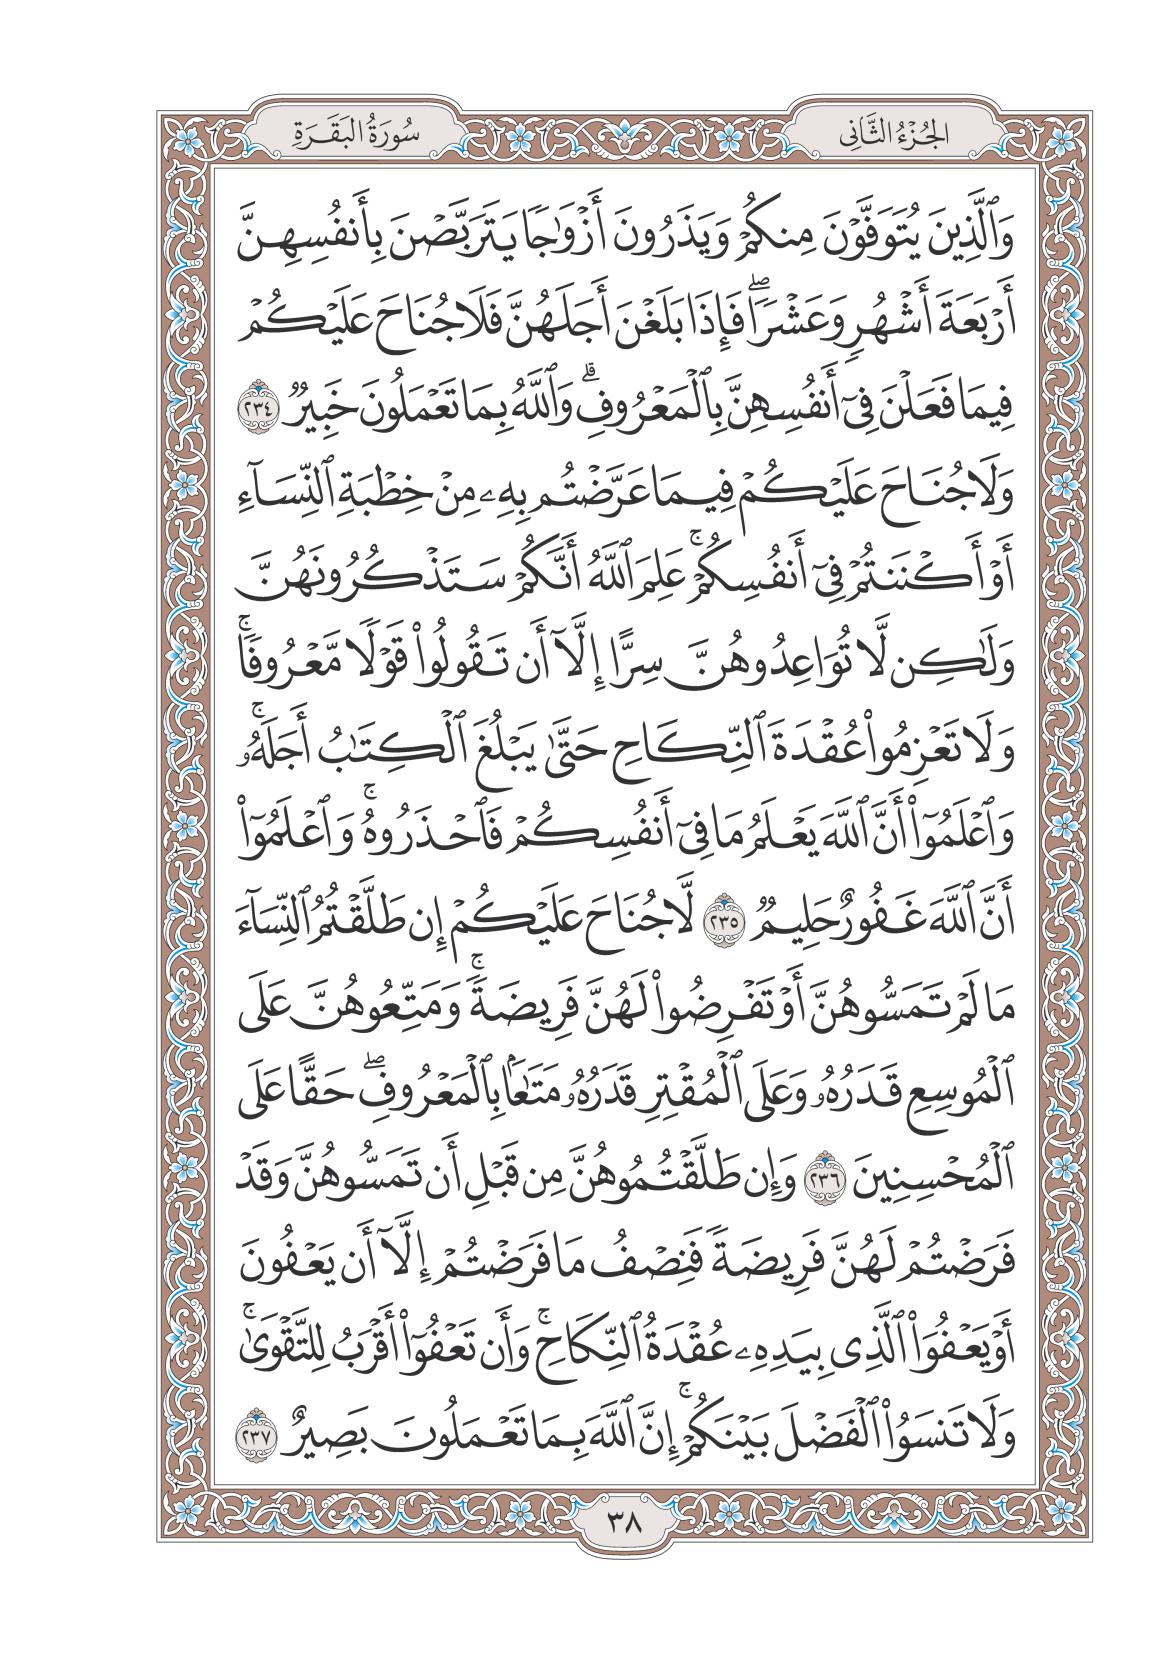 الجُزْءُ الثَّانِي
سُورَةُ البَقَرَةِ
وَٱلَّذِينَ يُتَوَفَّوْنَ مِنكُمْ وَيَذَرُونَ أَزْوَٰجًا يَتَرَبَّصْنَ بِأَنفُسِهِنَّ
أَرْبَعَةَ أَشْهُرٍ وَعَشْرًاۖ فَإِذَا بَلَغْنَ أَجَلَهُنَّ فَلَا جُنَاحَ عَلَيْكُمْ
فِيمَا فَعَلْنَ فِىٓ أَنفُسِهِنَّ بِٱلْمَعْرُوفِۗ وَٱللَّهُ بِمَا تَعْمَلُونَ خَبِيرٌ ٢٣٤
وَلَا جُنَاحَ عَلَيْكُمْ فِيمَا عَرَّضْتُم بِهِۦ مِنْ خِطْبَةِ ٱلنِّسَآءِ
أَوْ أَكْنَنتُمْ فِىٓ أَنفُسِكُمْۚ عَلِمَ ٱللَّهُ أَنَّكُمْ سَتَذْكُرُونَهُنَّ
وَلَٰكِن لَّا تُوَاعِدُوهُنَّ سِرًّا إِلَّآ أَن تَقُولُوا۟ قَوْلًا مَّعْرُوفًاۚ
وَلَا تَعْزِمُوا۟ عُقْدَةَ ٱلنِّكَاحِ حَتَّىٰ يَبْلُغَ ٱلْكِتَٰبُ أَجَلَهُۥۚ
وَٱعْلَمُوٓا۟ أَنَّ ٱللَّهَ يَعْلَمُ مَا فِىٓ أَنفُسِكُمْ فَٱحْذَرُوهُۚ وَٱعْلَمُوٓا۟
أَنَّ ٱللَّهَ غَفُورٌ حَلِيمٌ ٢٣٥ لَّا جُنَاحَ عَلَيْكُمْ إِن طَلَّقْتُمُ ٱلنِّسَآءَ
مَا لَمْ تَمَسُّوهُنَّ أَوْ تَفْرِضُوا۟ لَهُنَّ فَرِيضَةًۚ وَمَتِّعُوهُنَّ عَلَى
ٱلْمُوسِعِ قَدَرُهُۥ وَعَلَى ٱلْمُقْتِرِ قَدَرُهُۥ مَتَٰعًۢا بِٱلْمَعْرُوفِۖ حَقًّا عَلَى
ٱلْمُحْسِنِينَ ٢٣٦ وَإِن طَلَّقْتُمُوهُنَّ مِن قَبْلِ أَن تَمَسُّوهُنَّ وَقَدْ
فَرَضْتُمْ لَهُنَّ فَرِيضَةً فَنِصْفُ مَا فَرَضْتُمْ إِلَّآ أَن يَعْفُونَ
أَوْ يَعْفُوَا۟ ٱلَّذِى بِيَدِهِۦ عُقْدَةُ ٱلنِّكَاحِۚ وَأَن تَعْفُوٓا۟ أَقْرَبُ لِلتَّقْوَىٰۚ
وَلَا تَنسَوُا۟ ٱلْفَضْلَ بَيْنَكُمْۚ إِنَّ ٱللَّهَ بِمَا تَعْمَلُونَ بَصِيرٌ ٢٣٧
٣٨